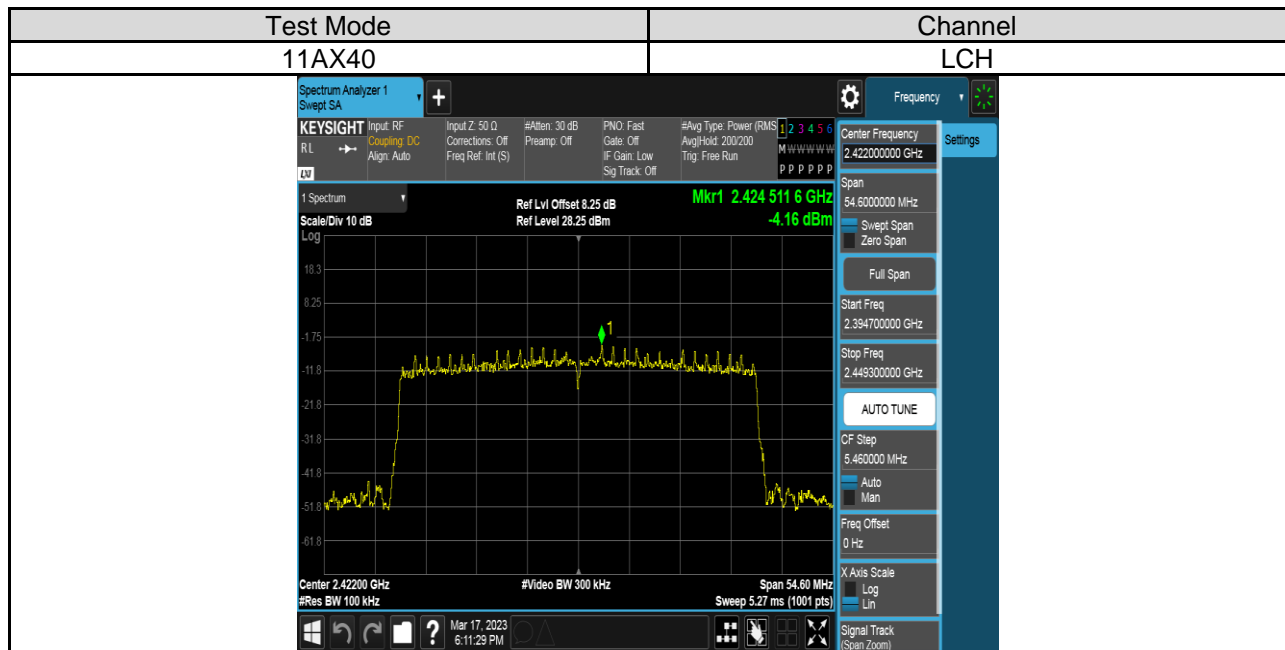 Test Mode Channel
11AX40 LCH
Spectrum Analyzer 1
Swept SA
+
Frequency
KEYSIGHT
RL
LXI
Input: RF
Coupling: DC
Align: Auto
Input Z: 50 Ω
Corrections: Off
Freq Ref: Int (S)
#Atten: 30 dB
Preamp: Off
PNO: Fast
Gate: Off
IF Gain: Low
Sig Track: Off
#Avg Type: Power (RMS
Avg|Hold: 200/200
Trig: Free Run
1 2 3 4 5 6
M W W W W W
P P P P P P
1 Spectrum
Scale/Div 10 dB
Log
Ref Lvl Offset 8.25 dB
Ref Level 28.25 dBm
Mkr1 2.424 511 6 GHz
-4.16 dBm
18.3
8.25
-1.75
-11.8
-21.8
-31.8
-41.8
-51.8
-61.8
1
Center 2.42200 GHz
#Res BW 100 kHz
#Video BW 300 kHz
Span 54.60 MHz
Sweep 5.27 ms (1001 pts)
?
Mar 17, 2023
6:11:29 PM
Center Frequency
2.422000000 GHz
Span
54.6000000 MHz
Swept Span
Zero Span
Full Span
Start Freq
2.394700000 GHz
Stop Freq
2.449300000 GHz
AUTO TUNE
CF Step
5.460000 MHz
Auto
Man
Freq Offset
0 Hz
X Axis Scale
Log
Lin
Signal Track
(Span Zoom)
Settings